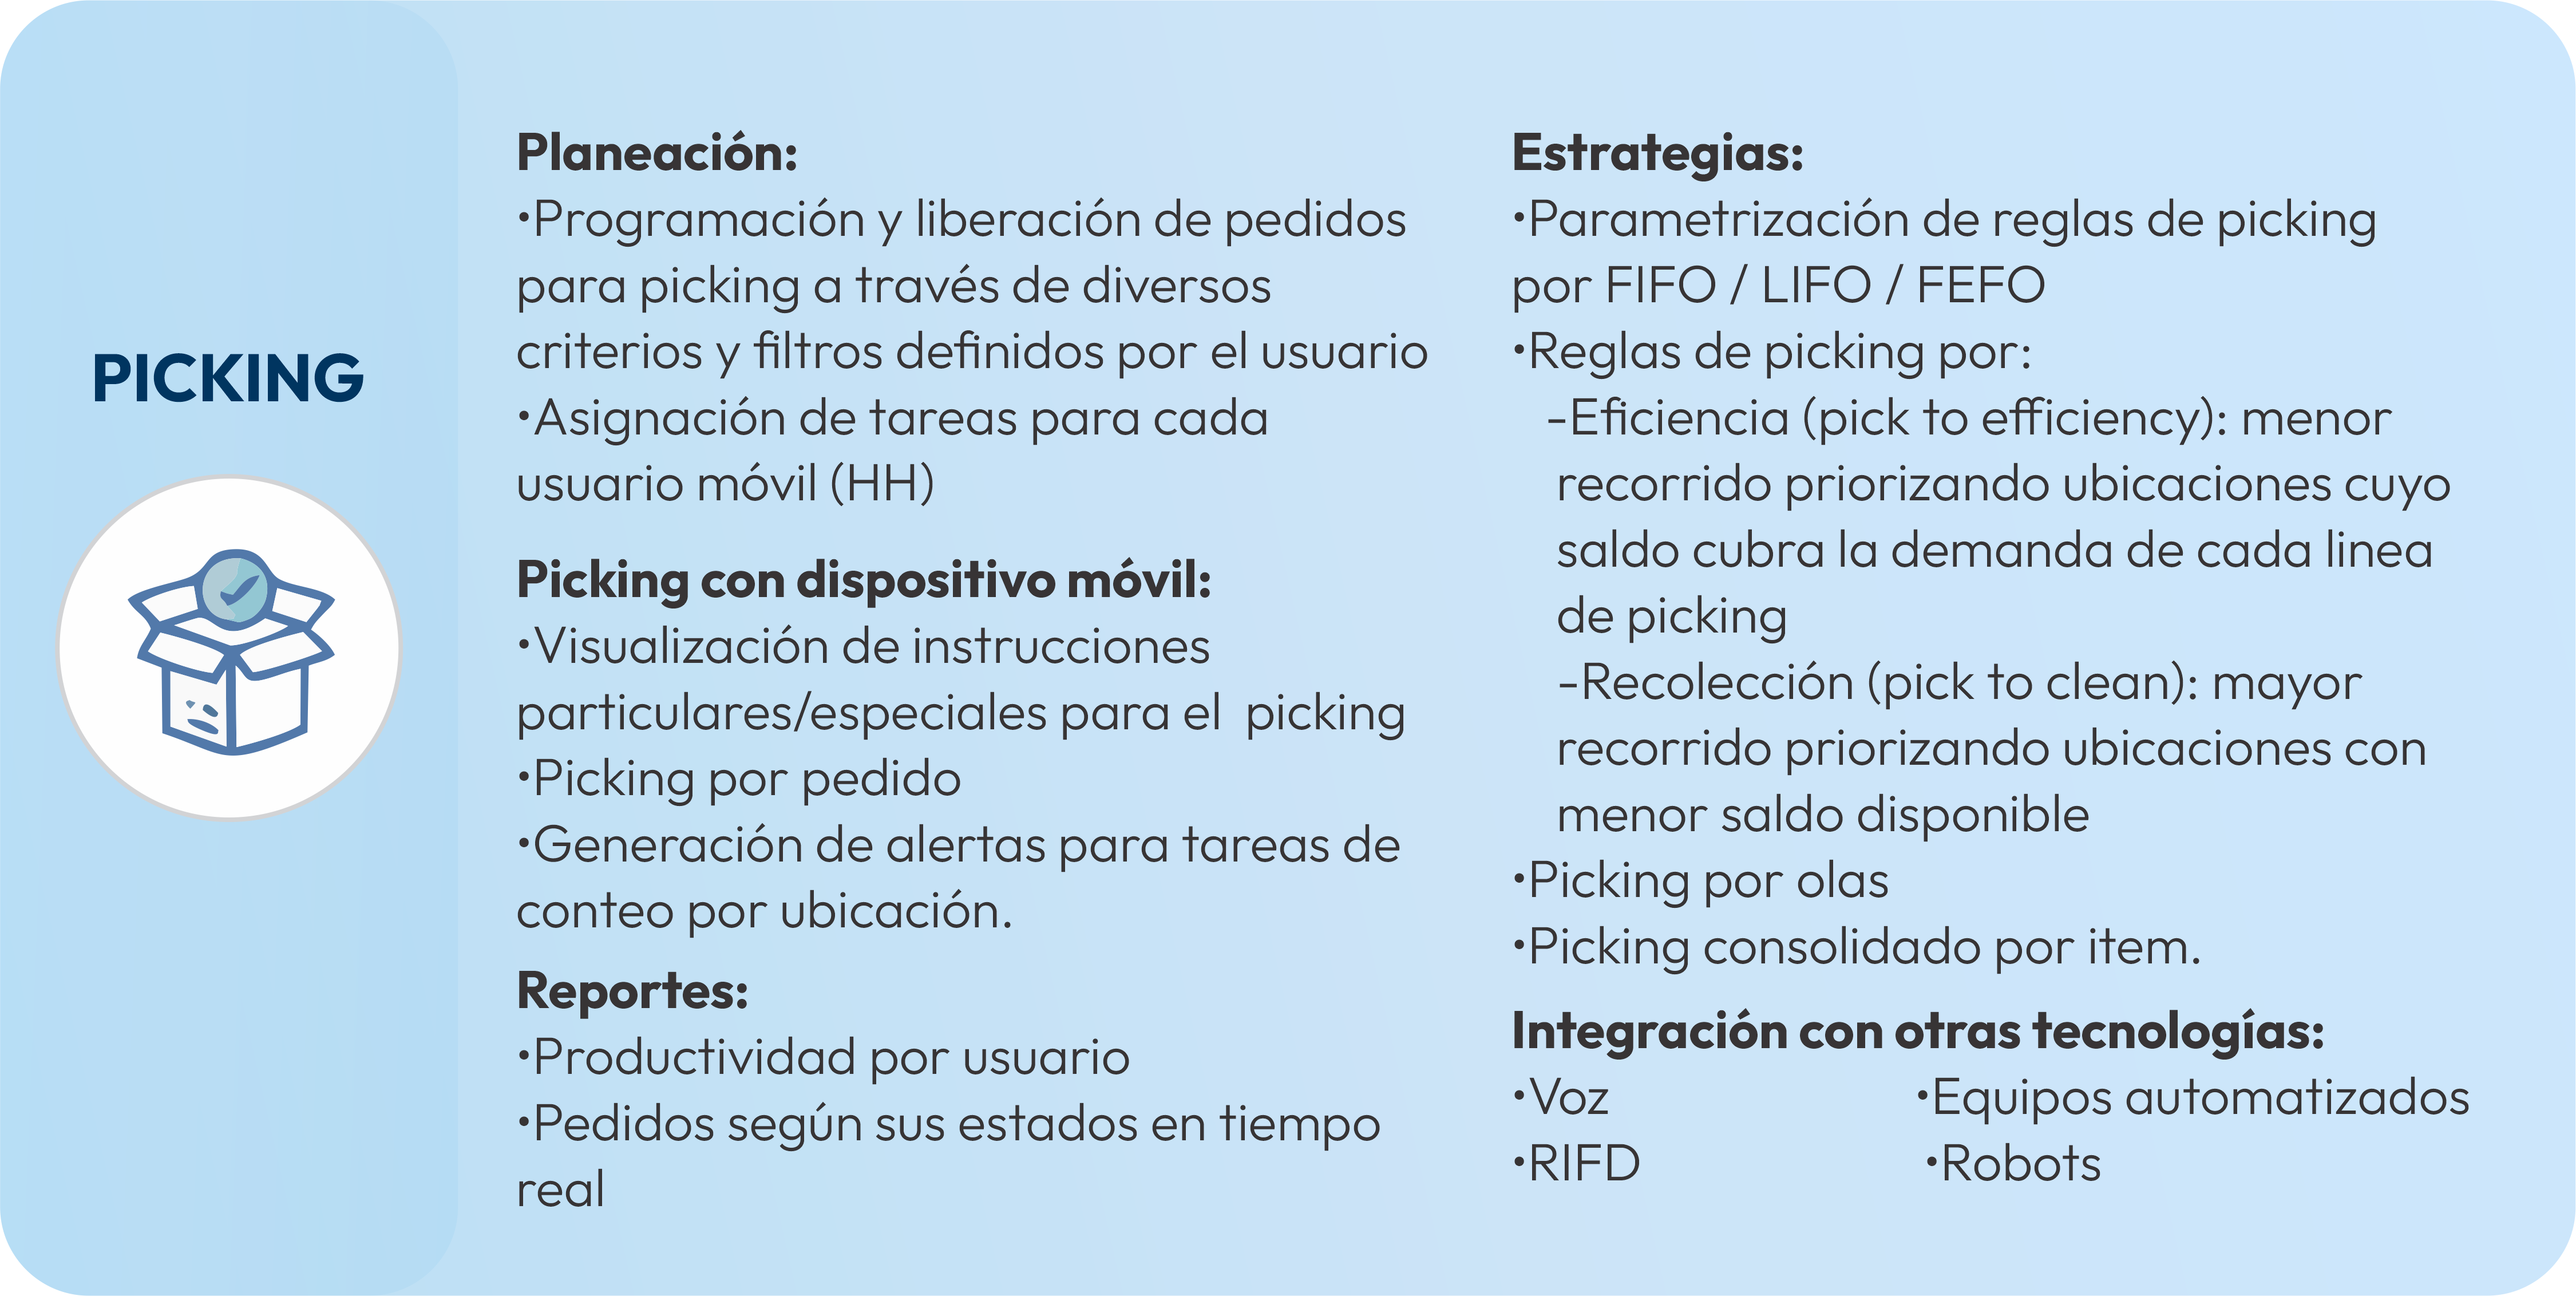 PICKING
Planeación:
•Programación y liberación de pedidos
para picking a través de diversos
criterios y filtros definidos por el usuario
•Asignación de tareas para cada
usuario móvil (HH)
Picking con dispositivo móvil:
•Visualización de instrucciones
particulares/especiales para el  picking
•Picking por pedido
•Generación de alertas para tareas de
conteo por ubicación.
Reportes:
•Productividad por usuario
•Pedidos según sus estados en tiempo
real
Estrategias:
•Parametrización de reglas de picking
por FIFO / LIFO / FEFO
•Reglas de picking por:
-Eficiencia (pick to efficiency): menor
recorrido priorizando ubicaciones cuyo
saldo cubra la demanda de cada linea
de picking
-Recolección (pick to clean): mayor
recorrido priorizando ubicaciones con
menor saldo disponible
•Picking por olas
•Picking consolidado por item.
Integración con otras tecnologías:
•Voz •Equipos automatizados
•RIFD •Robots